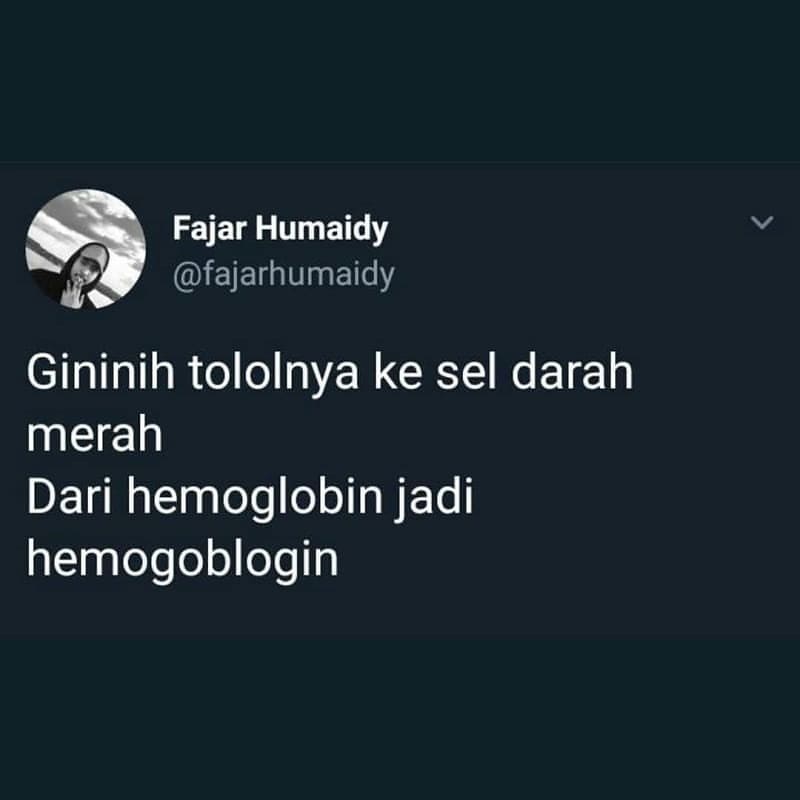 Fajar Humaidy
@fajarhumaidy
Gininih tololnya ke sel darah
merah
Dari hemoglobin jadi
hemogoblogin